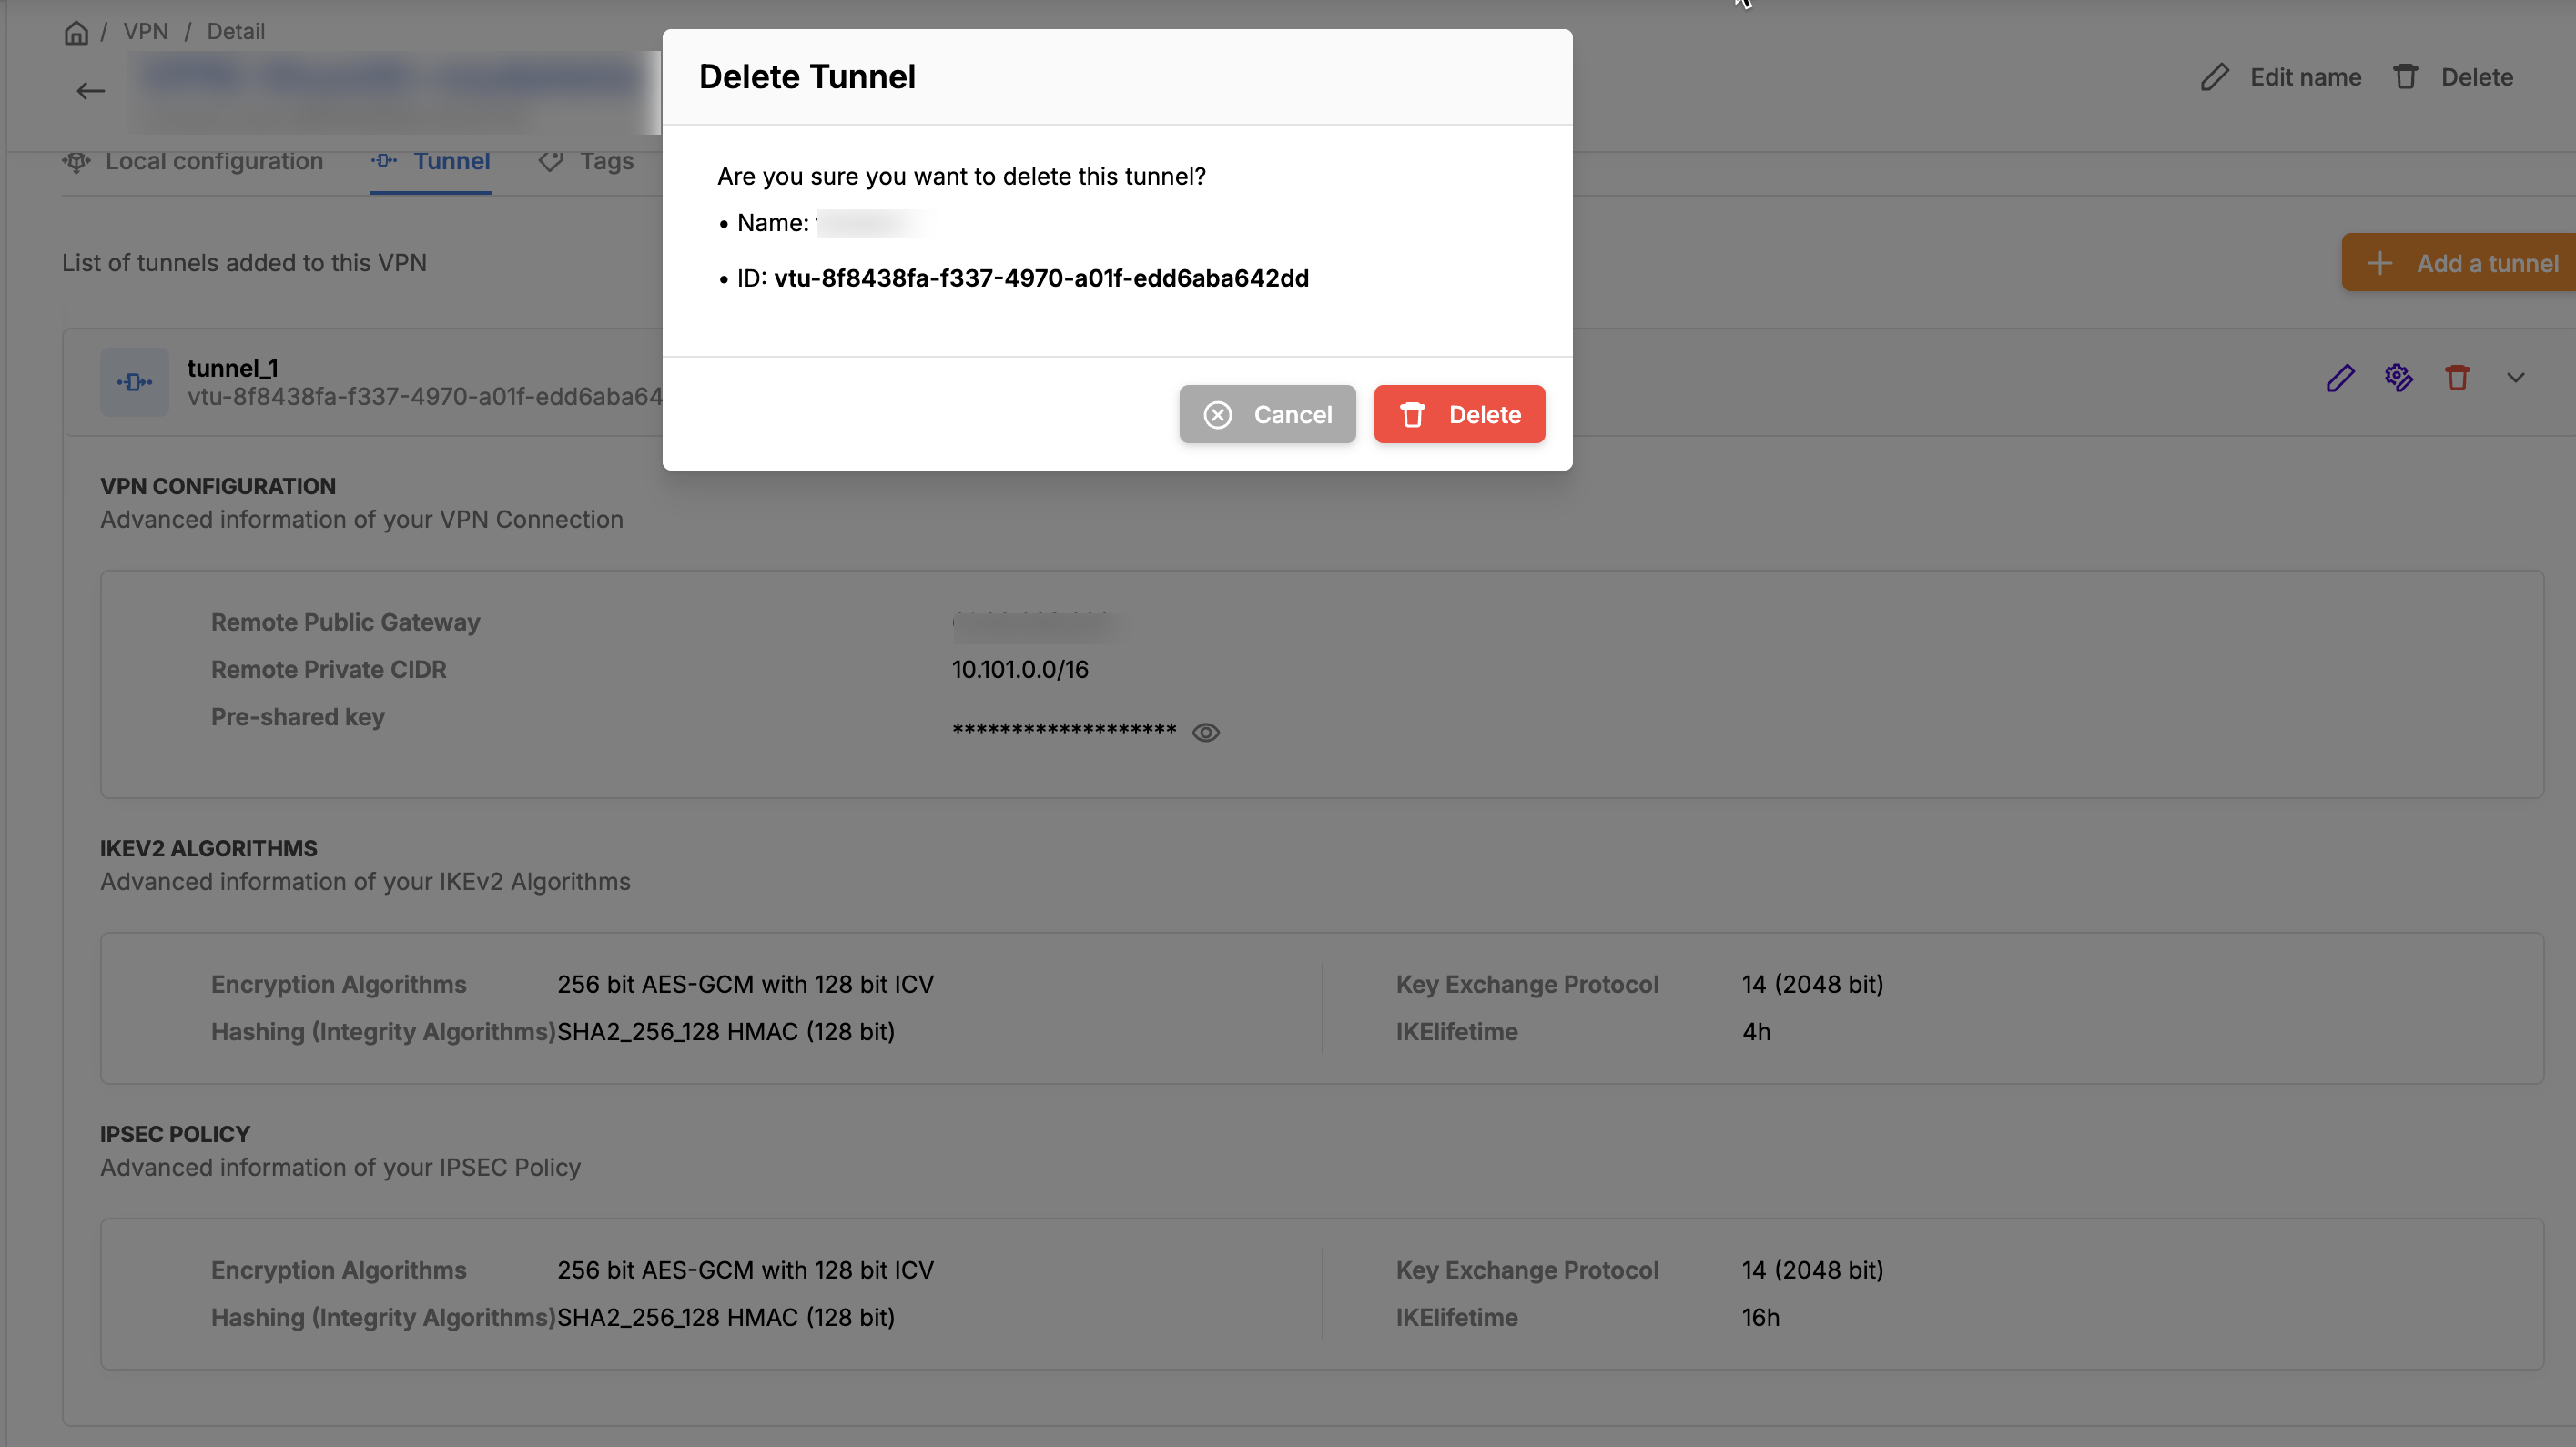 / VPN / Detail
Edit name
Delete
Local configuration
Tunnel
Tags
List of tunnels added to this VPN
Add a tunnel
tunnel_1
vtu-8f8438fa-f337-4970-a01f-edd6aba64
Delete Tunnel
Are you sure you want to delete this tunnel?
• Name:
• ID: vtu-8f8438fa-f337-4970-a01f-edd6aba642dd
Cancel
Delete
VPN CONFIGURATION
Advanced information of your VPN Connection
Remote Public Gateway
Remote Private CIDR 10.101.0.0/16
Pre-shared key *******************
IKEV2 ALGORITHMS
Advanced information of your IKEv2 Algorithms
Encryption Algorithms 256 bit AES-GCM with 128 bit ICV
Hashing (Integrity Algorithms) SHA2_256_128 HMAC (128 bit)
Key Exchange Protocol 14 (2048 bit)
IKElifetime 4h
IPSEC POLICY
Advanced information of your IPSEC Policy
Encryption Algorithms 256 bit AES-GCM with 128 bit ICV
Hashing (Integrity Algorithms) SHA2_256_128 HMAC (128 bit)
Key Exchange Protocol 14 (2048 bit)
IKElifetime 16h